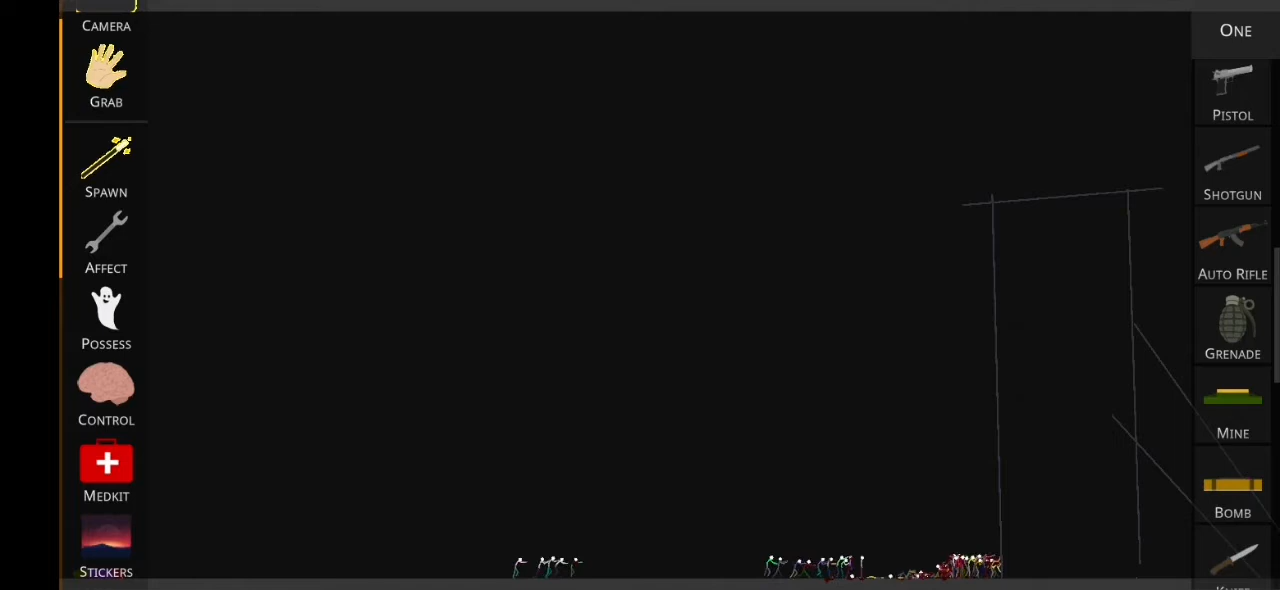 CAMERA
GRAB
SPAWN
AFFECT
POSSESS
CONTROL
MEDKIT
STICKERS
ONE
PISTOL
SHOTGUN
AUTO RIFLE
GRENADE
MINE
BOMB